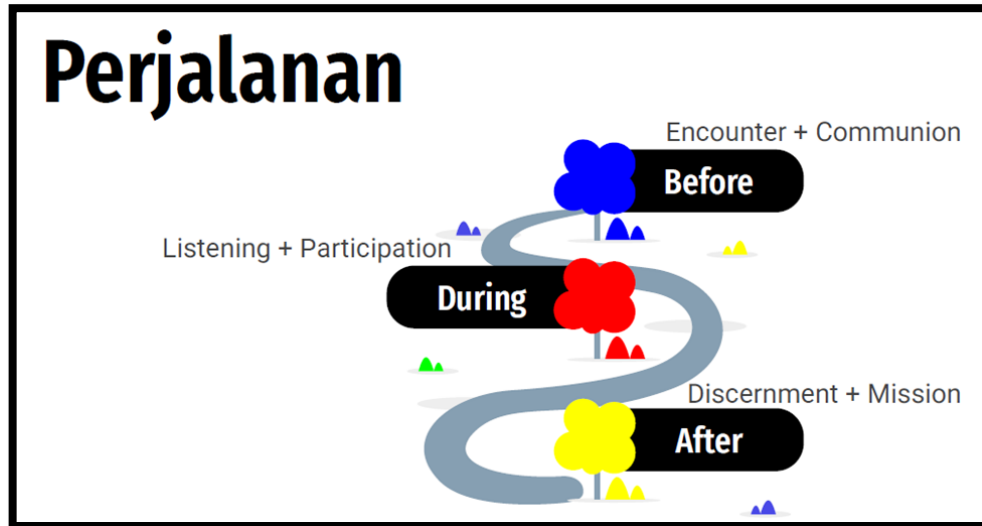 Perjalanan
Encounter + Communion
Before
Listening + Participation
During
Discernment + Mission
After